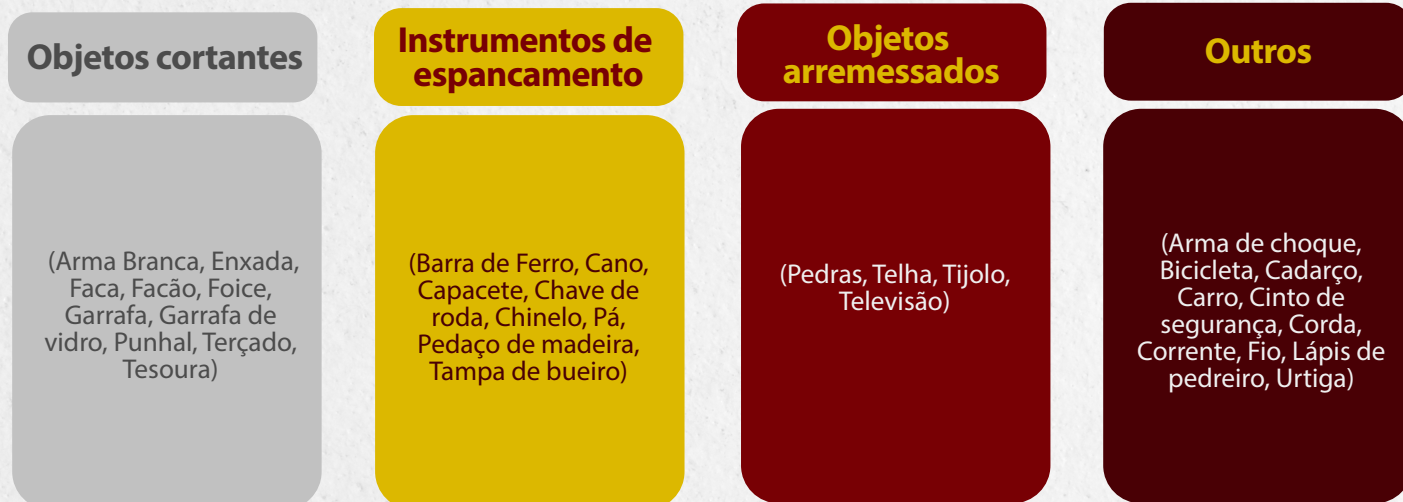 Objetos cortantes
(Arma Branca, Enxada,
Faca, Facão, Foice,
Garrafa, Garrafa de
vidro, Punhal, Terçado,
Tesoura)
Instrumentos de
espancamento
(Barra de Ferro, Cano,
Capacete, Chave de
roda, Chinelo, Pá,
Pedaço de madeira,
Tampa de bueiro)
Objetos
arremessados
(Pedras, Telha, Tijolo,
Televisão)
Outros
(Arma de choque,
Bicicleta, Cadarço,
Carro, Cinto de
segurança, Corda,
Corrente, Fio, Lápis de
pedreiro, Urtiga)